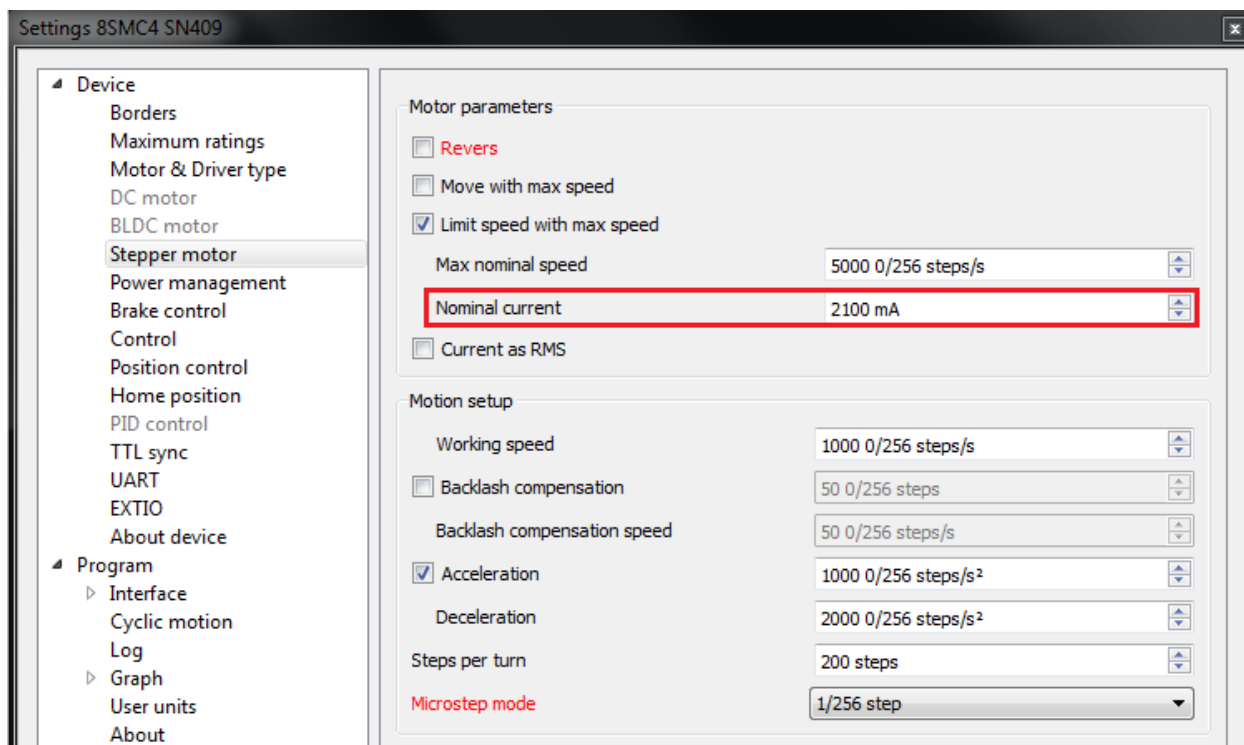 Settings 8SMC4 SN409
Device
Borders
Maximum ratings
Motor & Driver type
DC motor
BLDC motor
Stepper motor
Power management
Brake control
Control
Position control
Home position
PID control
TTL sync
UART
EXTIO
About device
Program
Interface
Cyclic motion
Log
Graph
User units
About
Motor parameters
Revers
Move with max speed
Limit speed with max speed
Max nominal speed 5000 0/256 steps/s
Nominal current 2100 mA
Current as RMS
Motion setup
Working speed 1000 0/256 steps/s
Backlash compensation 50 0/256 steps
Backlash compensation speed 50 0/256 steps/s
Acceleration 1000 0/256 steps/s²
Deceleration 2000 0/256 steps/s²
Steps per turn 200 steps
Microstep mode 1/256 step